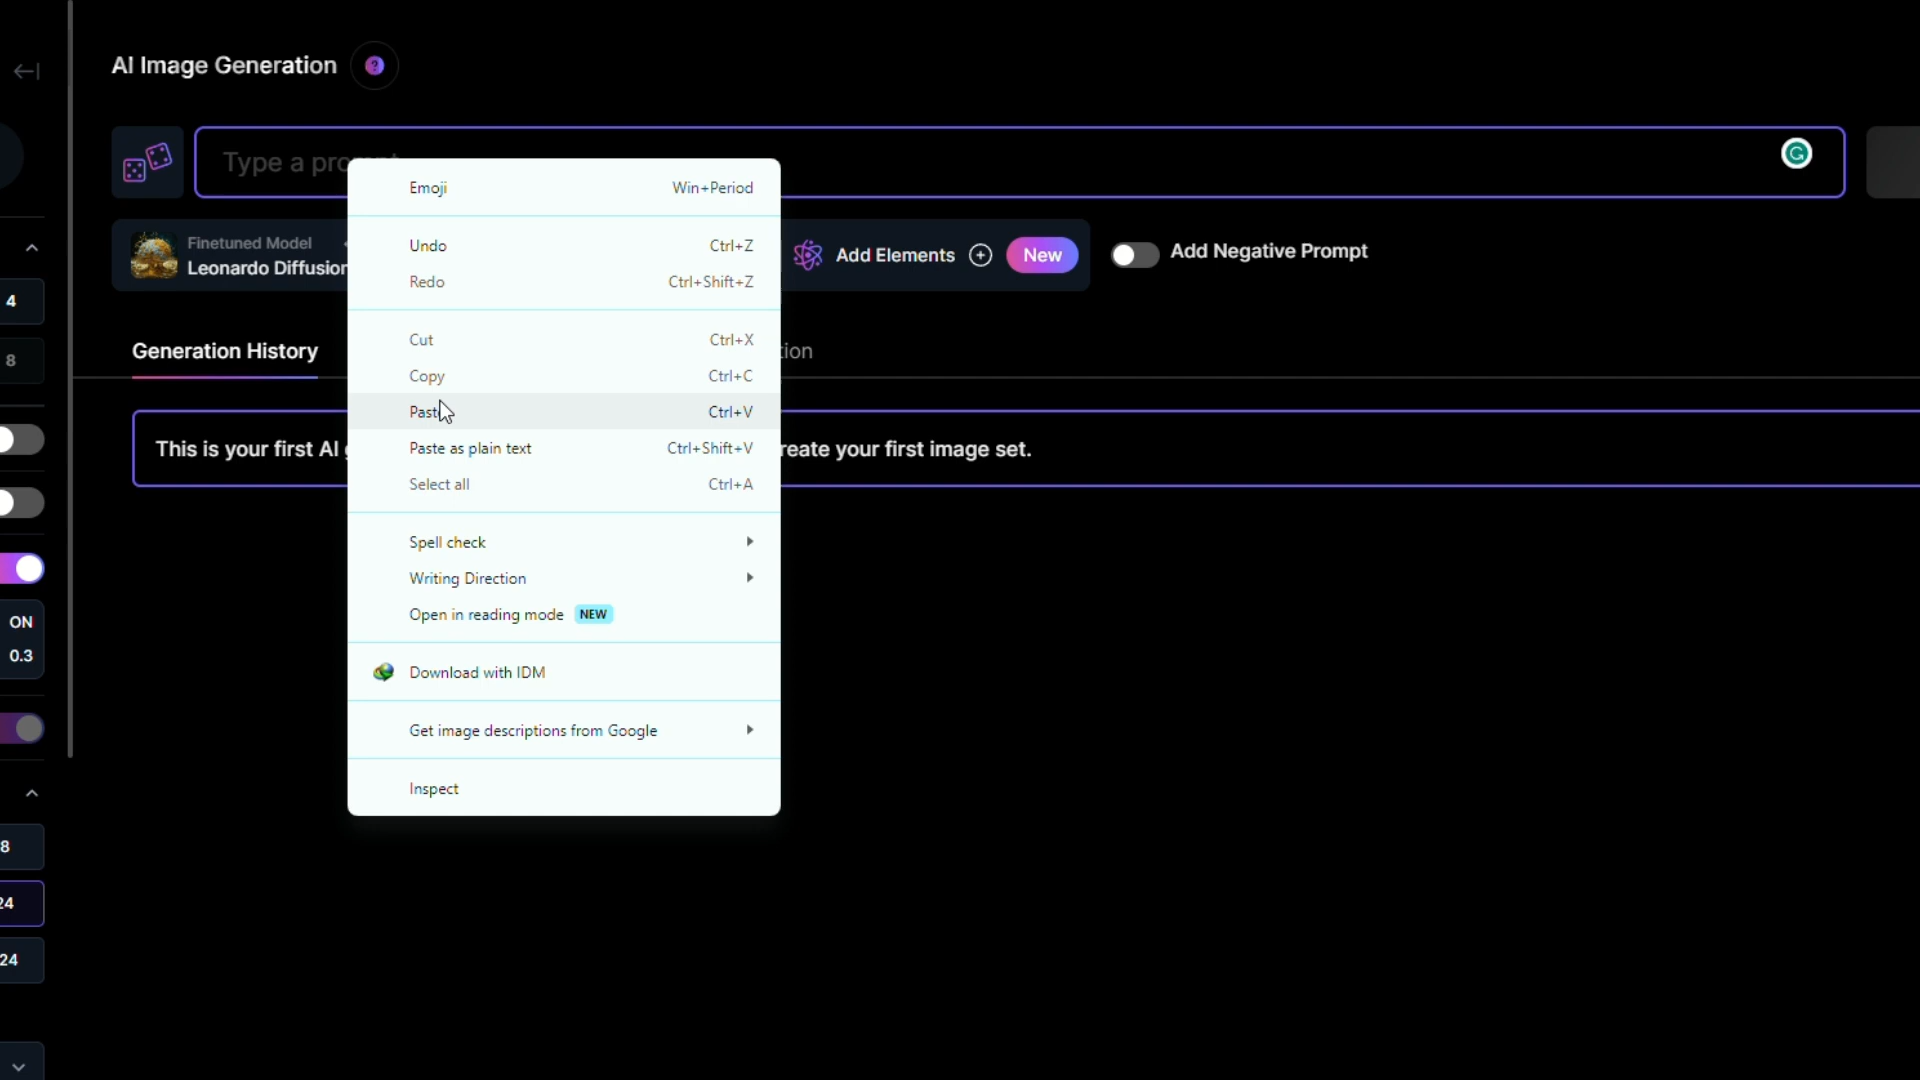 AI Image Generation
Type a pro
Emoji Win+Period
Undo Ctrl+Z
Redo Ctrl+Shift+Z
Cut Ctrl+X
Copy Ctrl+C
Paste Ctrl+V
Paste as plain text Ctrl+Shift+V
Select all Ctrl+A
Spell check
Writing Direction
Open in reading mode NEW
Download with IDM
Get image descriptions from Google
Inspect
Finetuned Model
Leonardo Diffusion
Add Elements New
Add Negative Prompt
Generation History
tion
This is your first AI reate your first image set.
4
8
ON
0.3
8
24
24